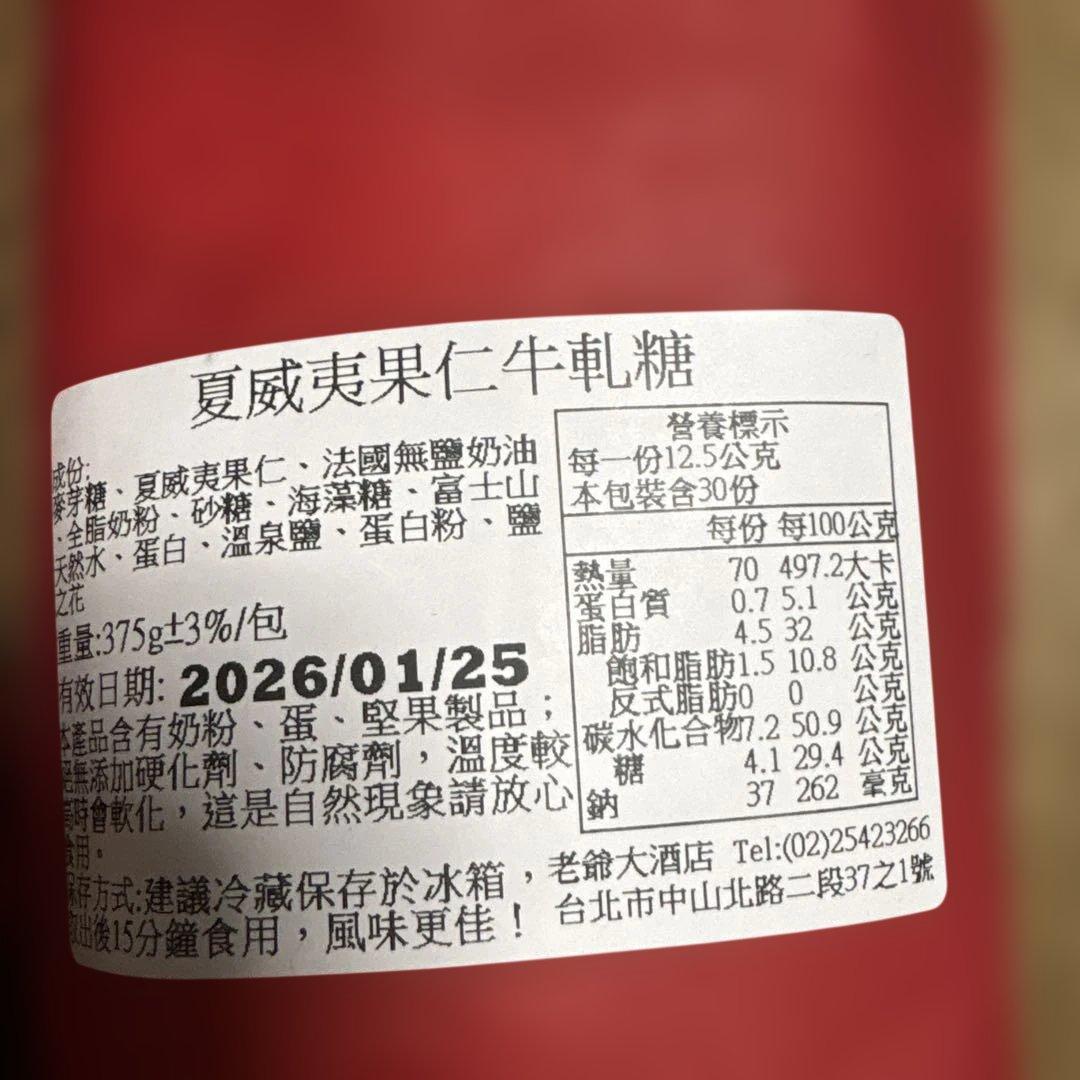 夏威夷果仁牛軋糖
成份:
麥芽糖、夏威夷果仁、法國無鹽奶油
、全脂奶粉、砂糖、海藻糖、富士山
天然水、蛋白、溫泉鹽、蛋白粉、鹽
之花
重量:375g±3%/包
有效日期: 2026/01/25
本產品含有奶粉、蛋、堅果製品；
絕無添加硬化劑、防腐劑，溫度較
高時會軟化，這是自然現象請放心
食用。
保存方式:建議冷藏保存於冰箱，
取出後15分鐘食用，風味更佳！
營養標示
每一份12.5公克
本包裝含30份
每份 每100公克
熱量 70 497.2大卡
蛋白質 0.7 5.1 公克
脂肪 4.5 32 公克
飽和脂肪1.5 10.8 公克
反式脂肪0 0 公克
碳水化合物7.2 50.9 公克
糖 4.1 29.4 公克
鈉 37 262 毫克
老爺大酒店 Tel:(02)25423266
台北市中山北路二段37之1號